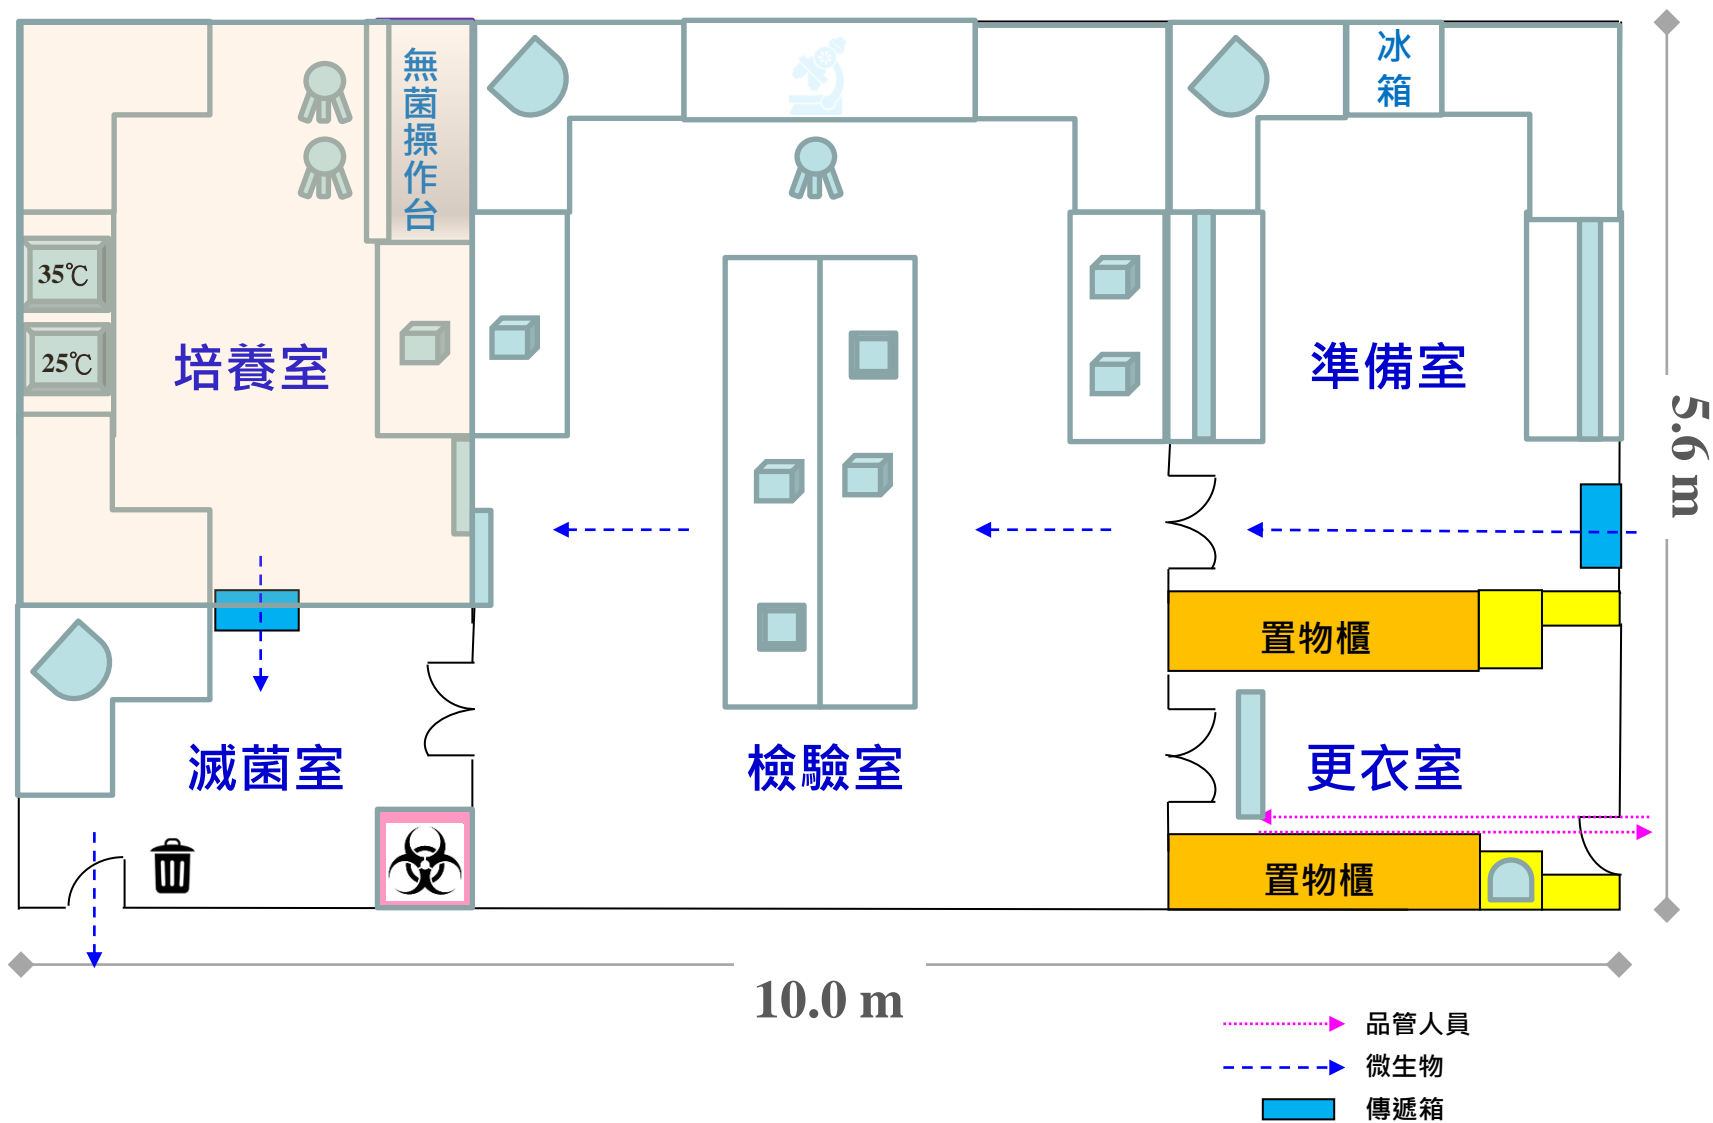 無菌操作台
冰箱
35℃
25℃
培養室
準備室
5.6 m
置物櫃
滅菌室
檢驗室
更衣室
置物櫃
10.0 m
品管人員
微生物
傳遞箱